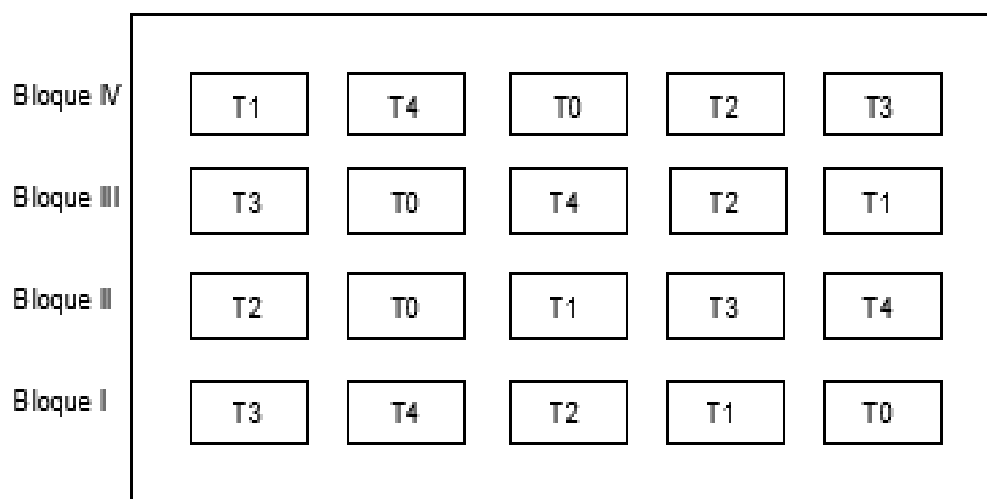 Bloque IV T1 T4 T0 T2 T3
Bloque III T3 T0 T4 T2 T1
Bloque II T2 T0 T1 T3 T4
Bloque I T3 T4 T2 T1 T0